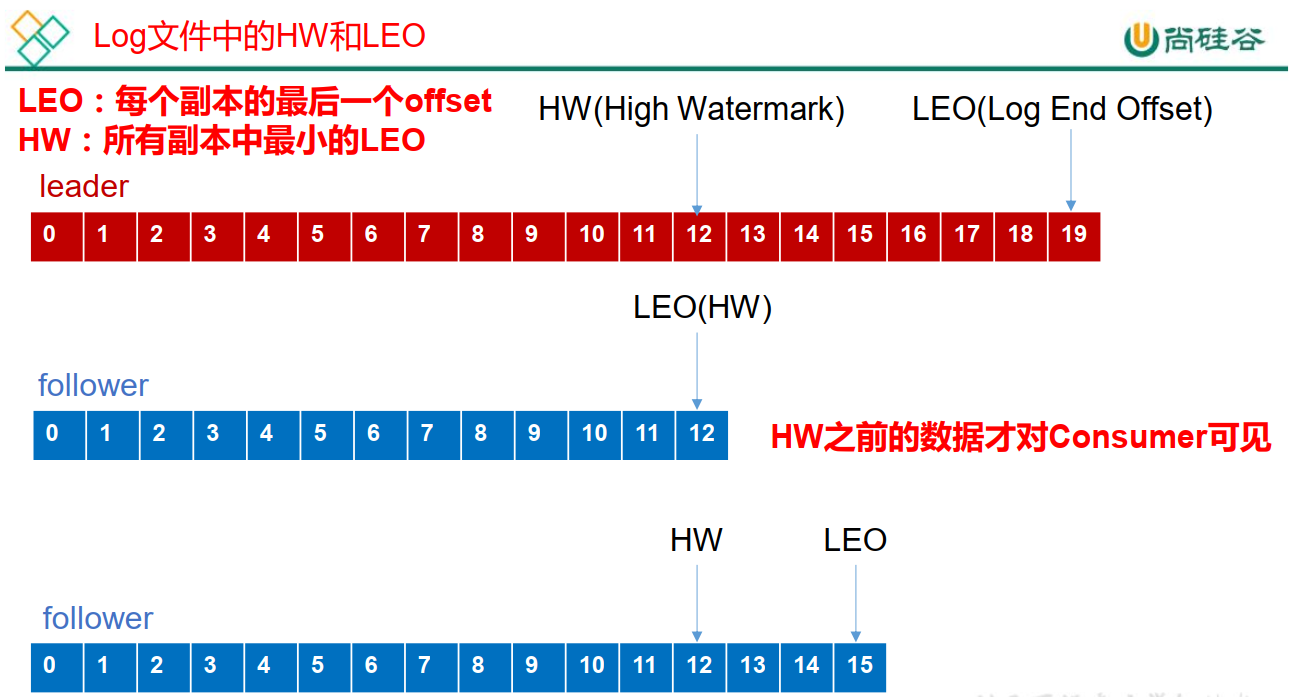 Log文件中的HW和LEO
尚硅谷
LEO：每个副本的最后一个offset
HW：所有副本中最小的LEO
HW(High Watermark)
LEO(Log End Offset)
leader
0 1 2 3 4 5 6 7 8 9 10 11 12 13 14 15 16 17 18 19
LEO(HW)
follower
0 1 2 3 4 5 6 7 8 9 10 11 12
HW之前的数据才对Consumer可见
HW
LEO
follower
0 1 2 3 4 5 6 7 8 9 10 11 12 13 14 15